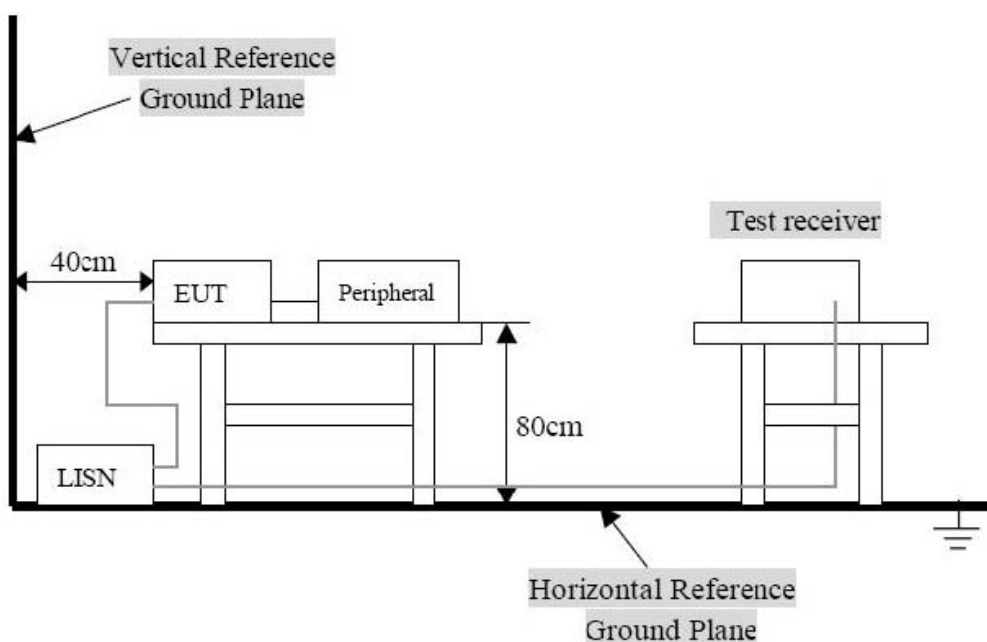 Vertical Reference
Ground Plane
Test receiver
40cm
EUT
Peripheral
80cm
LISN
Horizontal Reference
Ground Plane